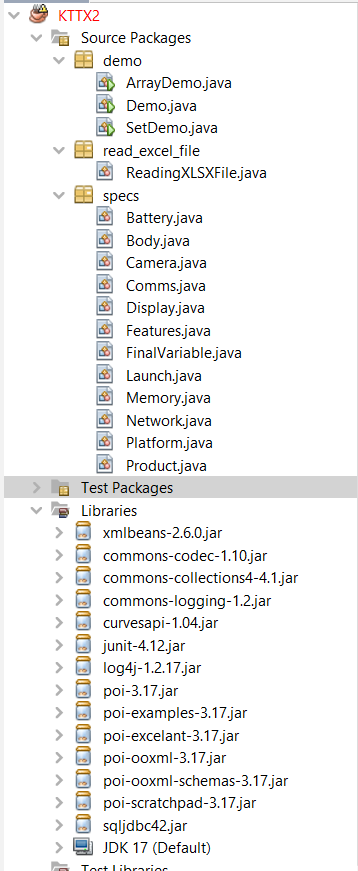 KTTX2
Source Packages
demo
ArrayDemo.java
Demo.java
SetDemo.java
read_excel_file
ReadingXLSXFile.java
specs
Battery.java
Body.java
Camera.java
Comms.java
Display.java
Features.java
FinalVariable.java
Launch.java
Memory.java
Network.java
Platform.java
Product.java
Test Packages
Libraries
xmlbeans-2.6.0.jar
commons-codec-1.10.jar
commons-collections4-4.1.jar
commons-logging-1.2.jar
curvesapi-1.04.jar
junit-4.12.jar
log4j-1.2.17.jar
poi-3.17.jar
poi-examples-3.17.jar
poi-excelant-3.17.jar
poi-ooxml-3.17.jar
poi-ooxml-schemas-3.17.jar
poi-scratchpad-3.17.jar
sqljdbc42.jar
JDK 17 (Default)
Test Libraries